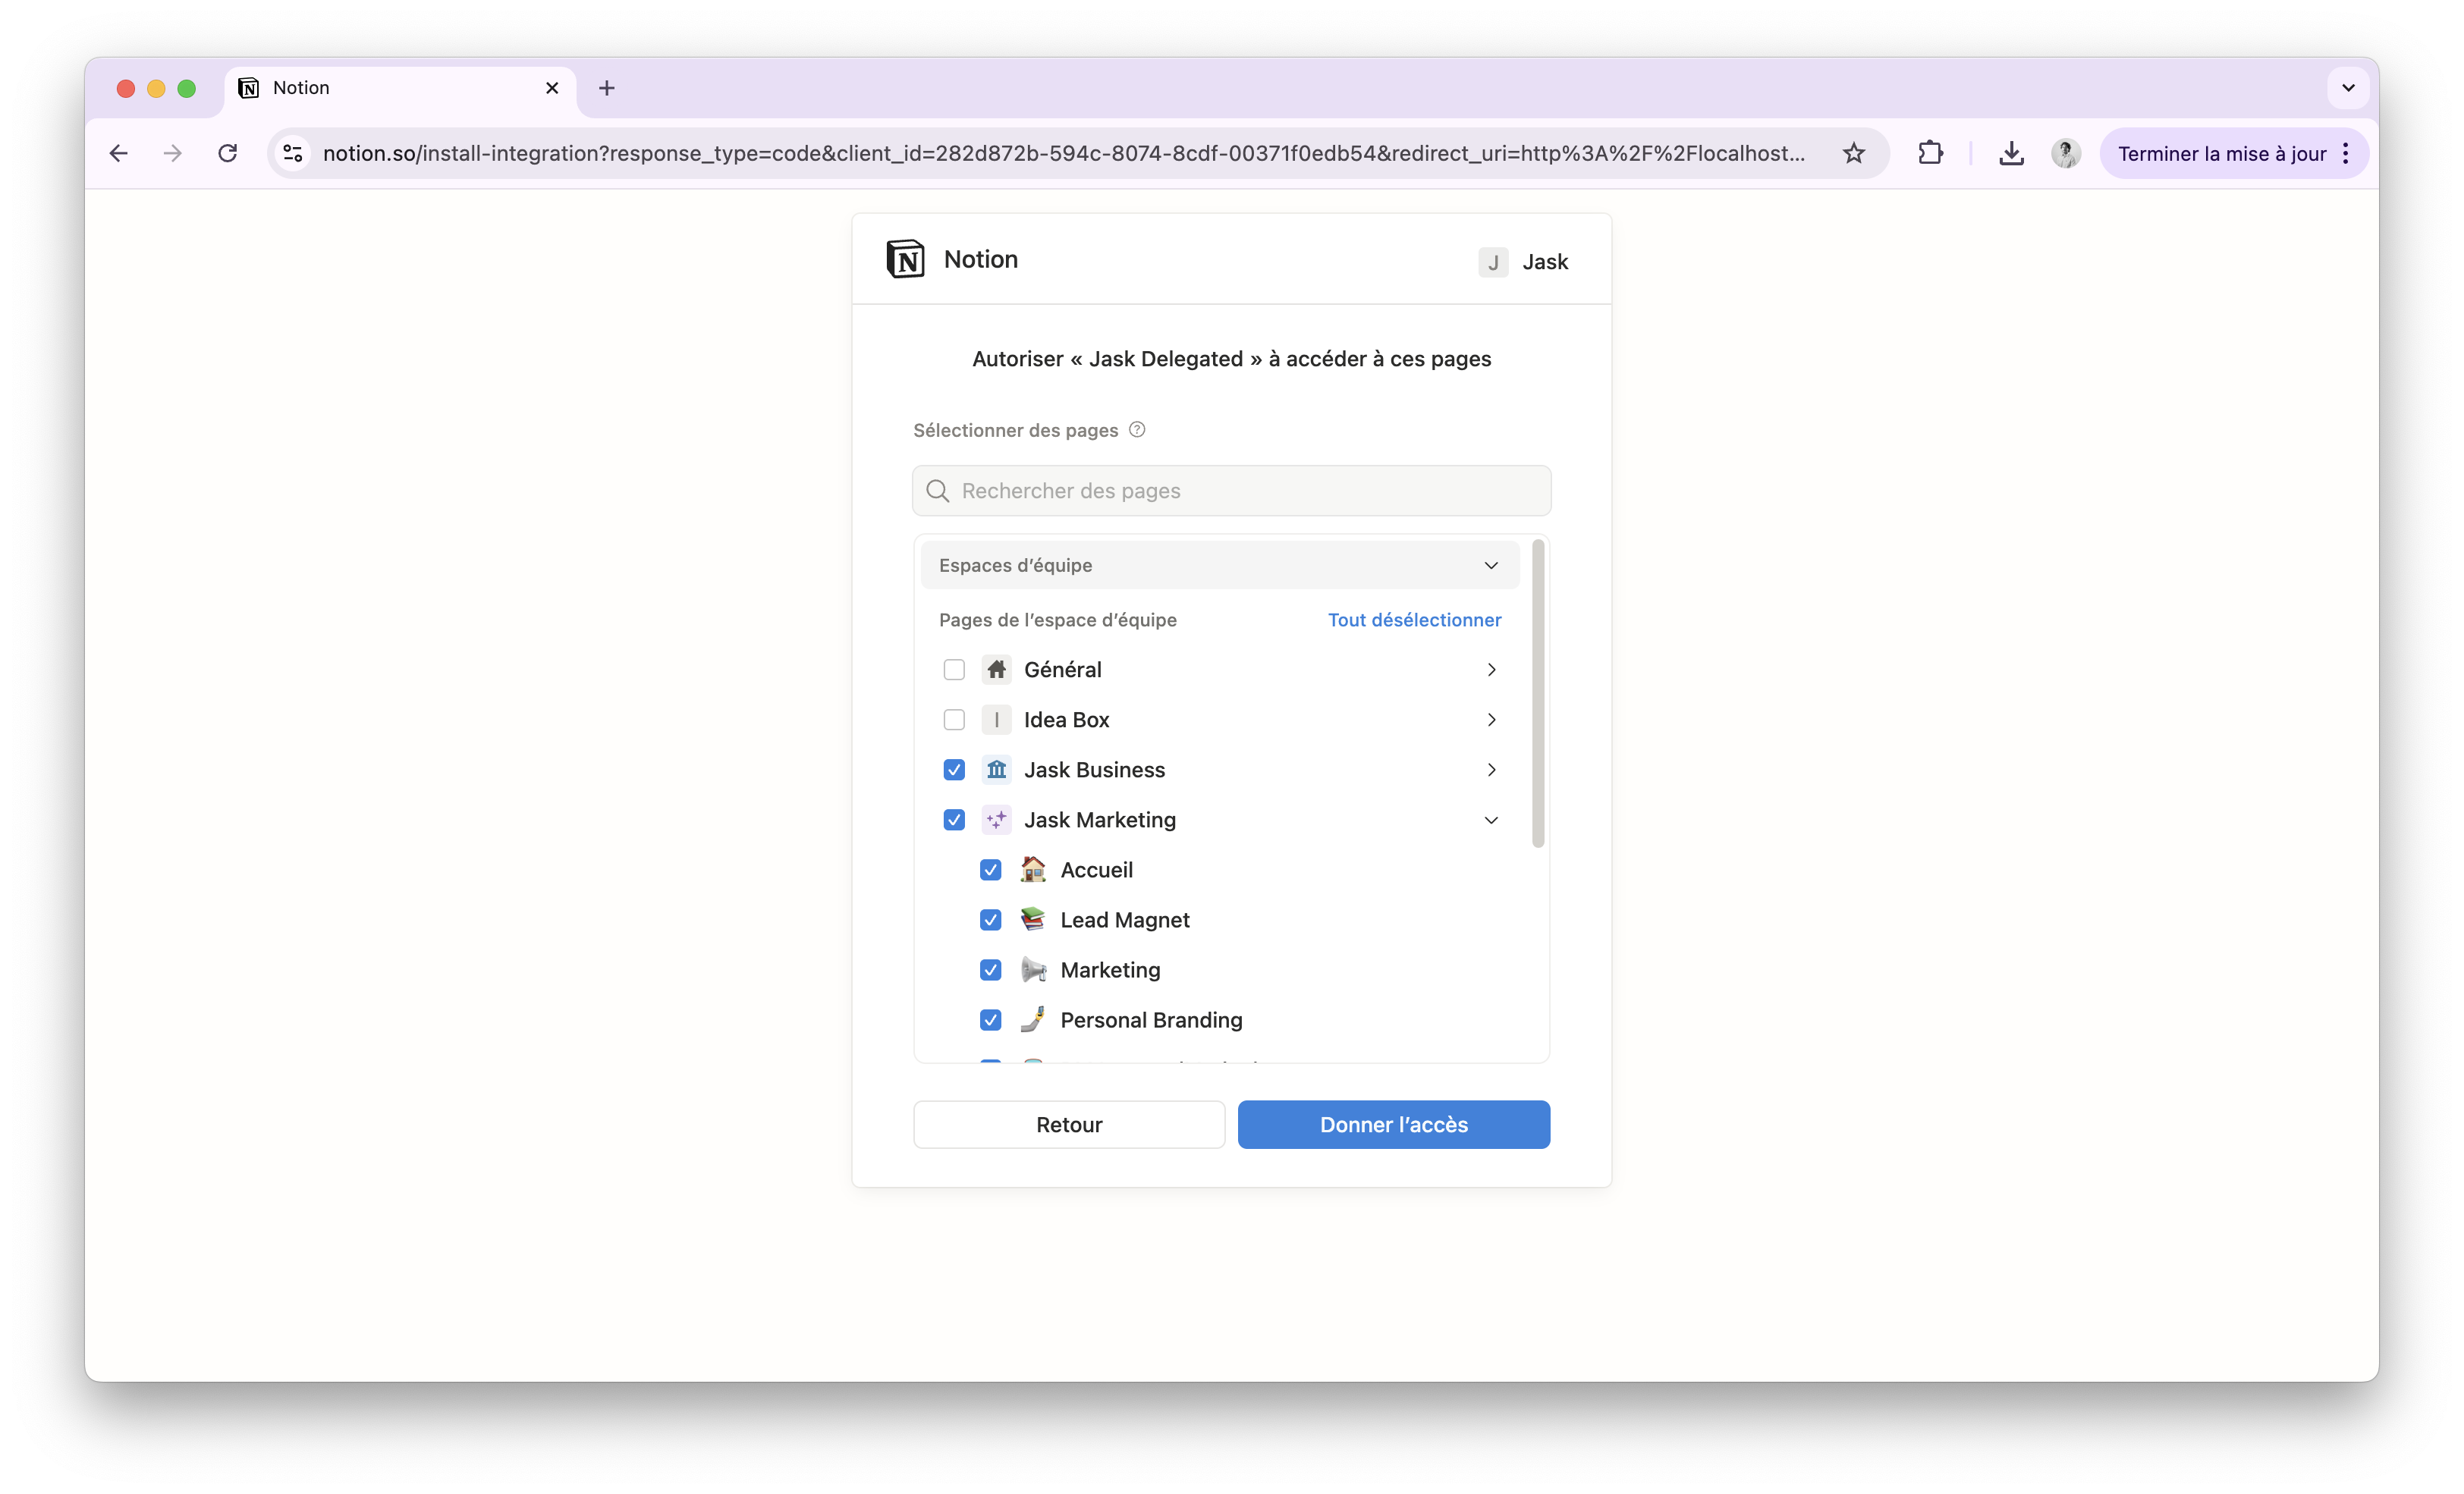 Notion
notion.so/install-integration?response_type=code&client_id=282d872b-594c-8074-8cdf-00371f0edb54&redirect_uri=http%3A%2F%2Flocalhost...
Terminer la mise à jour
Notion
J Jask
Autoriser « Jask Delegated » à accéder à ces pages
Sélectionner des pages ?
Rechercher des pages
Espaces d’équipe
Pages de l’espace d’équipe Tout désélectionner
Général
I Idea Box
Jask Business
Jask Marketing
Accueil
Lead Magnet
Marketing
Personal Branding
Retour
Donner l’accès